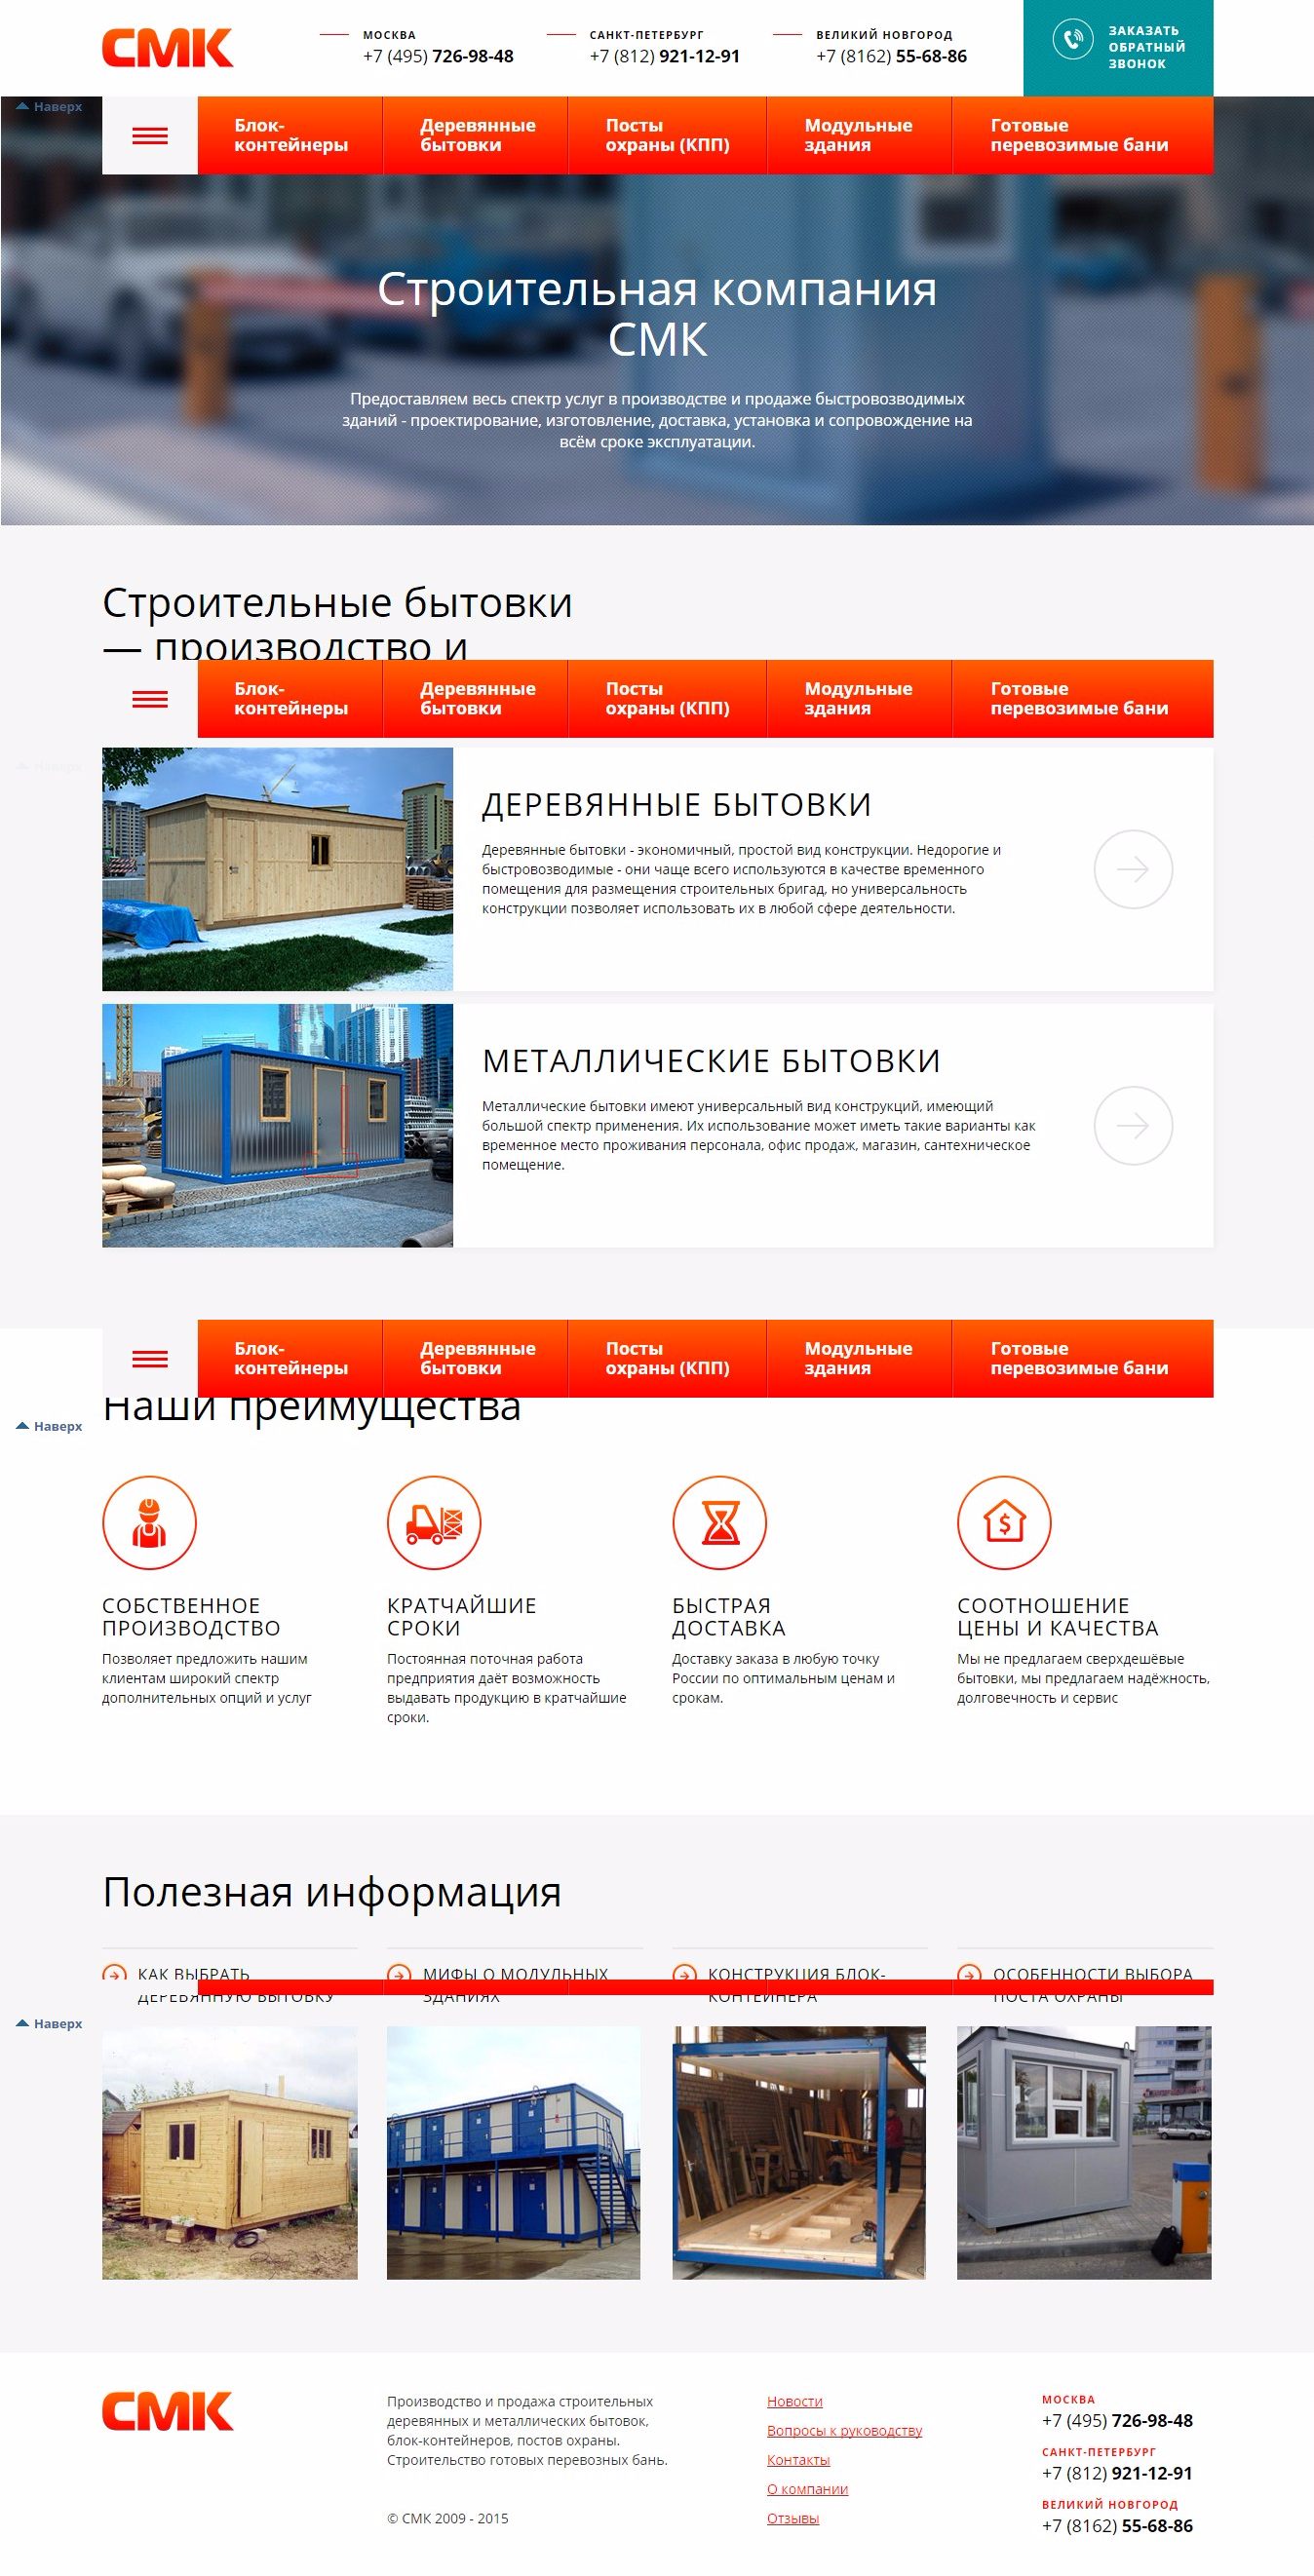 СМК
МОСКВА
+7 (495) 726-98-48
САНКТ-ПЕТЕРБУРГ
+7 (812) 921-12-91
ВЕЛИКИЙ НОВГОРОД
+7 (8162) 55-68-86
ЗАКАЗАТЬ
ОБРАТНЫЙ
ЗВОНОК
Наверх
Блок-
контейнеры
Деревянные
бытовки
Посты
охраны (КПП)
Модульные
здания
Готовые
перевозимые бани
Строительная компания
СМК
Предоставляем весь спектр услуг в производстве и продаже быстровозводимых
зданий - проектирование, изготовление, доставка, установка и сопровождение на
всём сроке эксплуатации.
Строительные бытовки
— производство и
Блок-
контейнеры
Деревянные
бытовки
Посты
охраны (КПП)
Модульные
здания
Готовые
перевозимые бани
Наверх
ДЕРЕВЯННЫЕ БЫТОВКИ
Деревянные бытовки - экономичный, простой вид конструкции. Недорогие и
быстровозводимые - они чаще всего используются в качестве временного
помещения для размещения строительных бригад, но универсальность
конструкции позволяет использовать их в любой сфере деятельности.
МЕТАЛЛИЧЕСКИЕ БЫТОВКИ
Металлические бытовки имеют универсальный вид конструкций, имеющий
большой спектр применения. Их использование может иметь такие варианты как
временное место проживания персонала, офис продаж, магазин, сантехническое
помещение.
Блок-
контейнеры
Деревянные
бытовки
Посты
охраны (КПП)
Модульные
здания
Готовые
перевозимые бани
Наши преимущества
Наверх
СОБСТВЕННОЕ
ПРОИЗВОДСТВО
Позволяет предложить нашим
клиентам широкий спектр
дополнительных опций и услуг
КРАТЧАЙШИЕ
СРОКИ
Постоянная поточная работа
предприятия даёт возможность
выдавать продукцию в кратчайшие
сроки.
БЫСТРАЯ
ДОСТАВКА
Доставку заказа в любую точку
России по оптимальным ценам и
срокам.
СООТНОШЕНИЕ
ЦЕНЫ И КАЧЕСТВА
Мы не предлагаем сверхдешёвые
бытовки, мы предлагаем надёжность,
долговечность и сервис
Полезная информация
КАК ВЫБРАТЬ
ДЕРЕВЯННУЮ БЫТОВКУ
МИФЫ О МОДУЛЬНЫХ
ЗДАНИЯХ
КОНСТРУКЦИЯ БЛОК-
КОНТЕЙНЕРА
ОСОБЕННОСТИ ВЫБОРА
ПОСТА ОХРАНЫ
Наверх
СМК
Производство и продажа строительных
деревянных и металлических бытовок,
блок-контейнеров, постов охраны.
Строительство готовых перевозных бань.
© СМК 2009 - 2015
Новости
Вопросы к руководству
Контакты
О компании
Отзывы
МОСКВА
+7 (495) 726-98-48
САНКТ-ПЕТЕРБУРГ
+7 (812) 921-12-91
ВЕЛИКИЙ НОВГОРОД
+7 (8162) 55-68-86